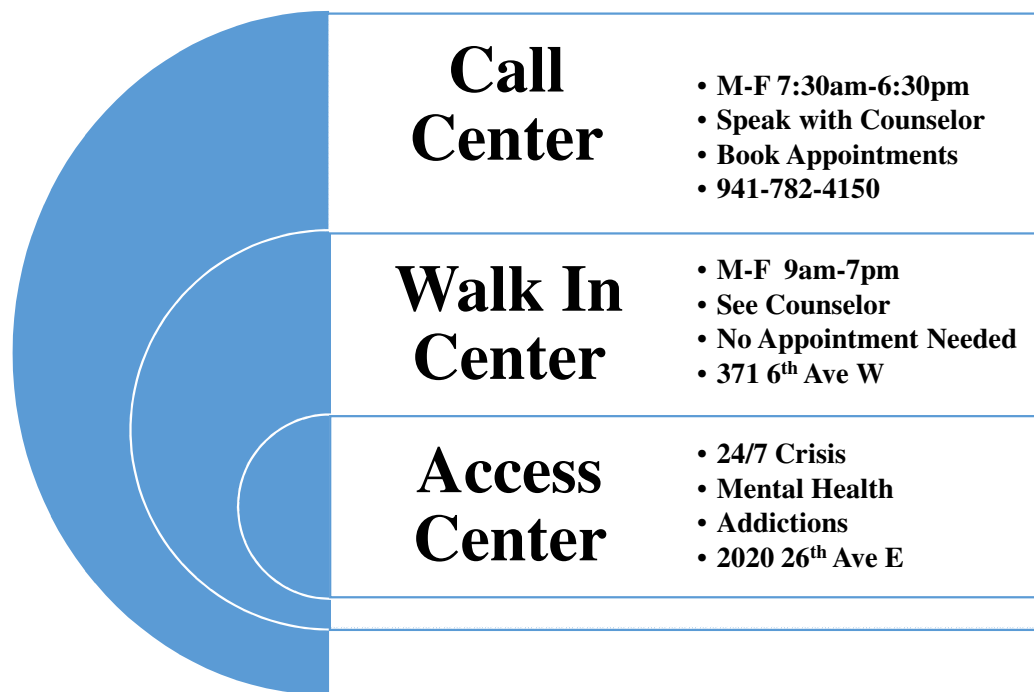 Call
Center
• M-F 7:30am-6:30pm
• Speak with Counselor
• Book Appointments
• 941-782-4150
Walk In
Center
• M-F  9am-7pm
• See Counselor
• No Appointment Needed
• 371 6th Ave W
Access
Center
• 24/7 Crisis
• Mental Health
• Addictions
• 2020 26th Ave E